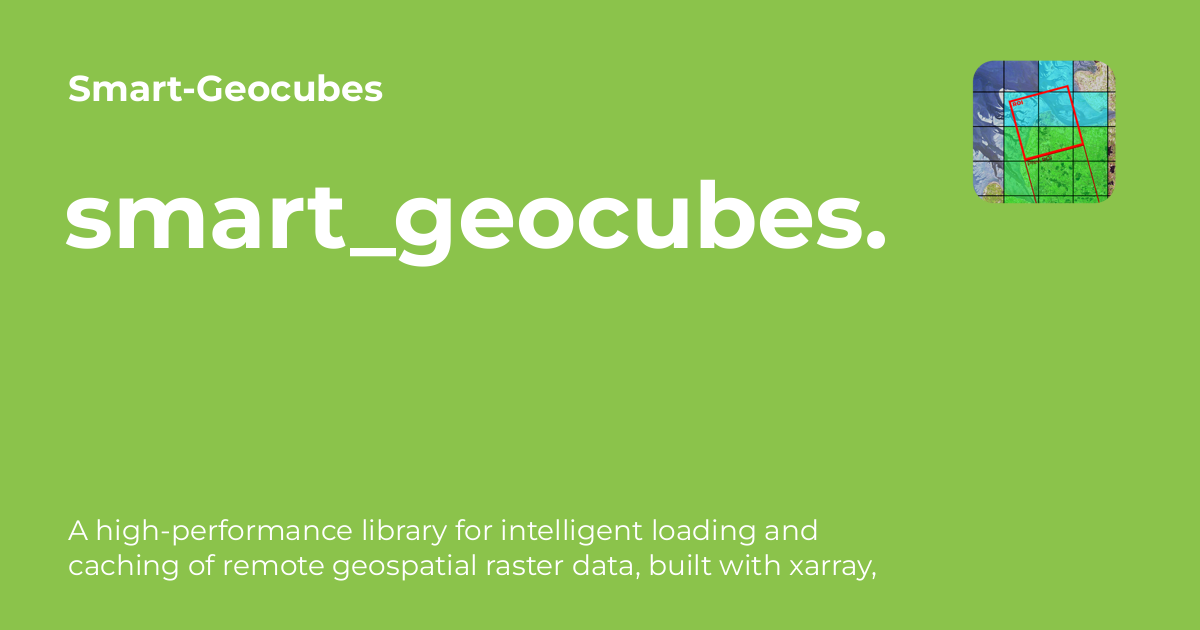 Smart-Geocubes
smart_geocubes.
A high-performance library for intelligent loading and
caching of remote geospatial raster data, built with xarray,